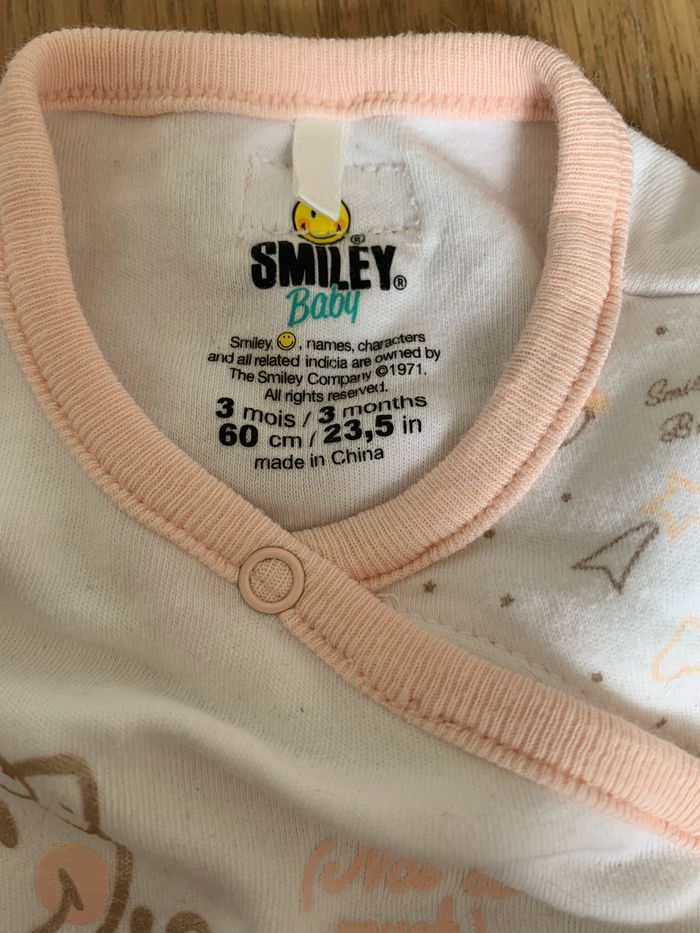 SMILEY®
Baby
Smiley, , names, characters
and all related indicia are owned by
The Smiley Company ©1971.
All rights reserved.
3 mois / 3 months
60 cm / 23,5 in
made in China
(Not